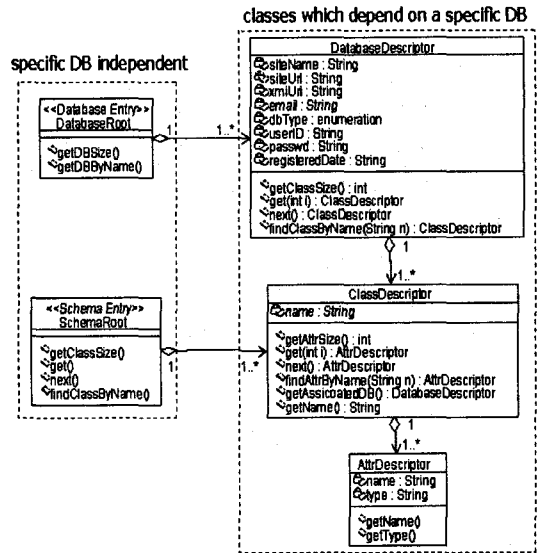 classes which depend on a specific DB
specific DB independent
<<Database Entry>>
DatabaseRoot
getDBSize()
getDBByName()
1
1..*
DatabaseDescriptor
siteName : String
siteUrl : String
xmlUrl : String
email : String
dbType : enumeration
userID : String
passwd : String
registeredDate : String
getClassSize() : int
get(int i) : ClassDescriptor
next() : ClassDescriptor
findClassByName(String n) : ClassDescriptor
1
1..*
<<Schema Entry>>
SchemaRoot
getClassSize()
get()
next()
findClassByName()
1
1..*
ClassDescriptor
name : String
getAttrSize() : int
get(int i) : AttrDescriptor
next() : AttrDescriptor
findAttrByName(String n) : AttrDescriptor
getAssicoatedDB() : DatabaseDescriptor
getName() : String
1
1..*
AttrDescriptor
name : String
type : String
getName()
getType()